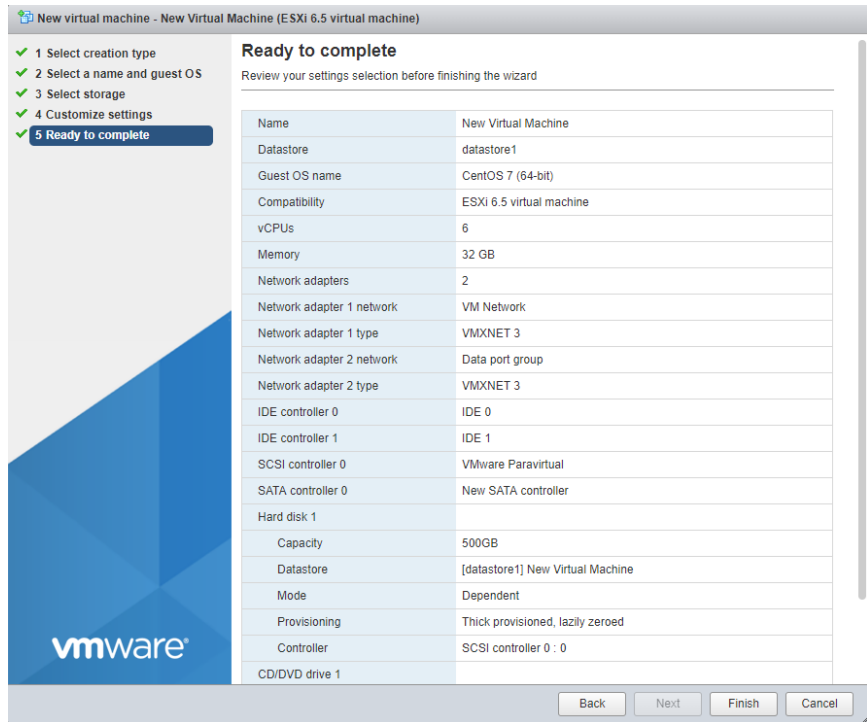 New virtual machine - New Virtual Machine (ESXi 6.5 virtual machine)
1 Select creation type
2 Select a name and guest OS
3 Select storage
4 Customize settings
5 Ready to complete
vmware®
Ready to complete
Review your settings selection before finishing the wizard
Name New Virtual Machine
Datastore datastore1
Guest OS name CentOS 7 (64-bit)
Compatibility ESXi 6.5 virtual machine
vCPUs 6
Memory 32 GB
Network adapters 2
Network adapter 1 network VM Network
Network adapter 1 type VMXNET 3
Network adapter 2 network Data port group
Network adapter 2 type VMXNET 3
IDE controller 0 IDE 0
IDE controller 1 IDE 1
SCSI controller 0 VMware Paravirtual
SATA controller 0 New SATA controller
Hard disk 1
Capacity 500GB
Datastore [datastore1] New Virtual Machine
Mode Dependent
Provisioning Thick provisioned, lazily zeroed
Controller SCSI controller 0 : 0
CD/DVD drive 1
Back Next Finish Cancel